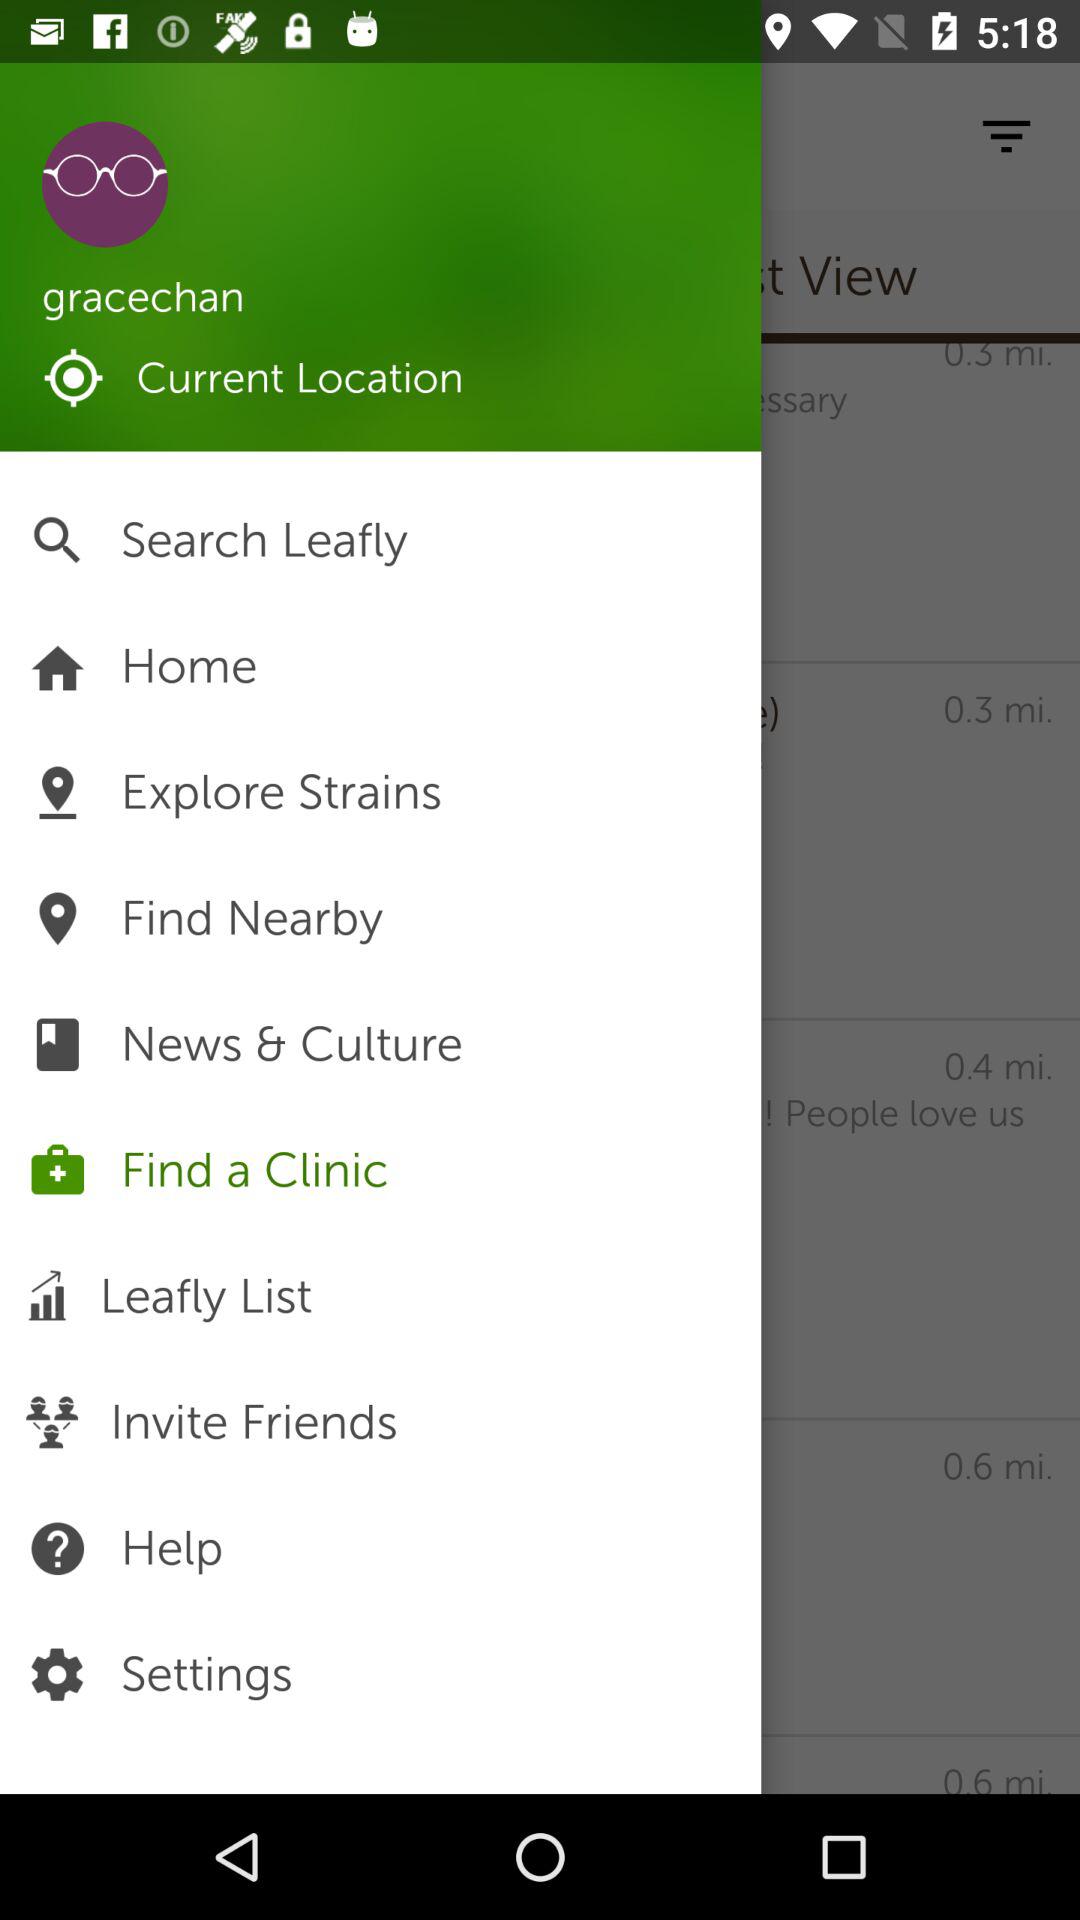 FAKE
5:18
gracechan
Current Location
View
0.3 mi.
Search Leafly
Home
0.3 mi.
Explore Strains
Find Nearby
News & Culture
0.4 mi.
! People love us
Find a Clinic
Leafly List
Invite Friends
0.6 mi.
Help
Settings
0.6 mi.